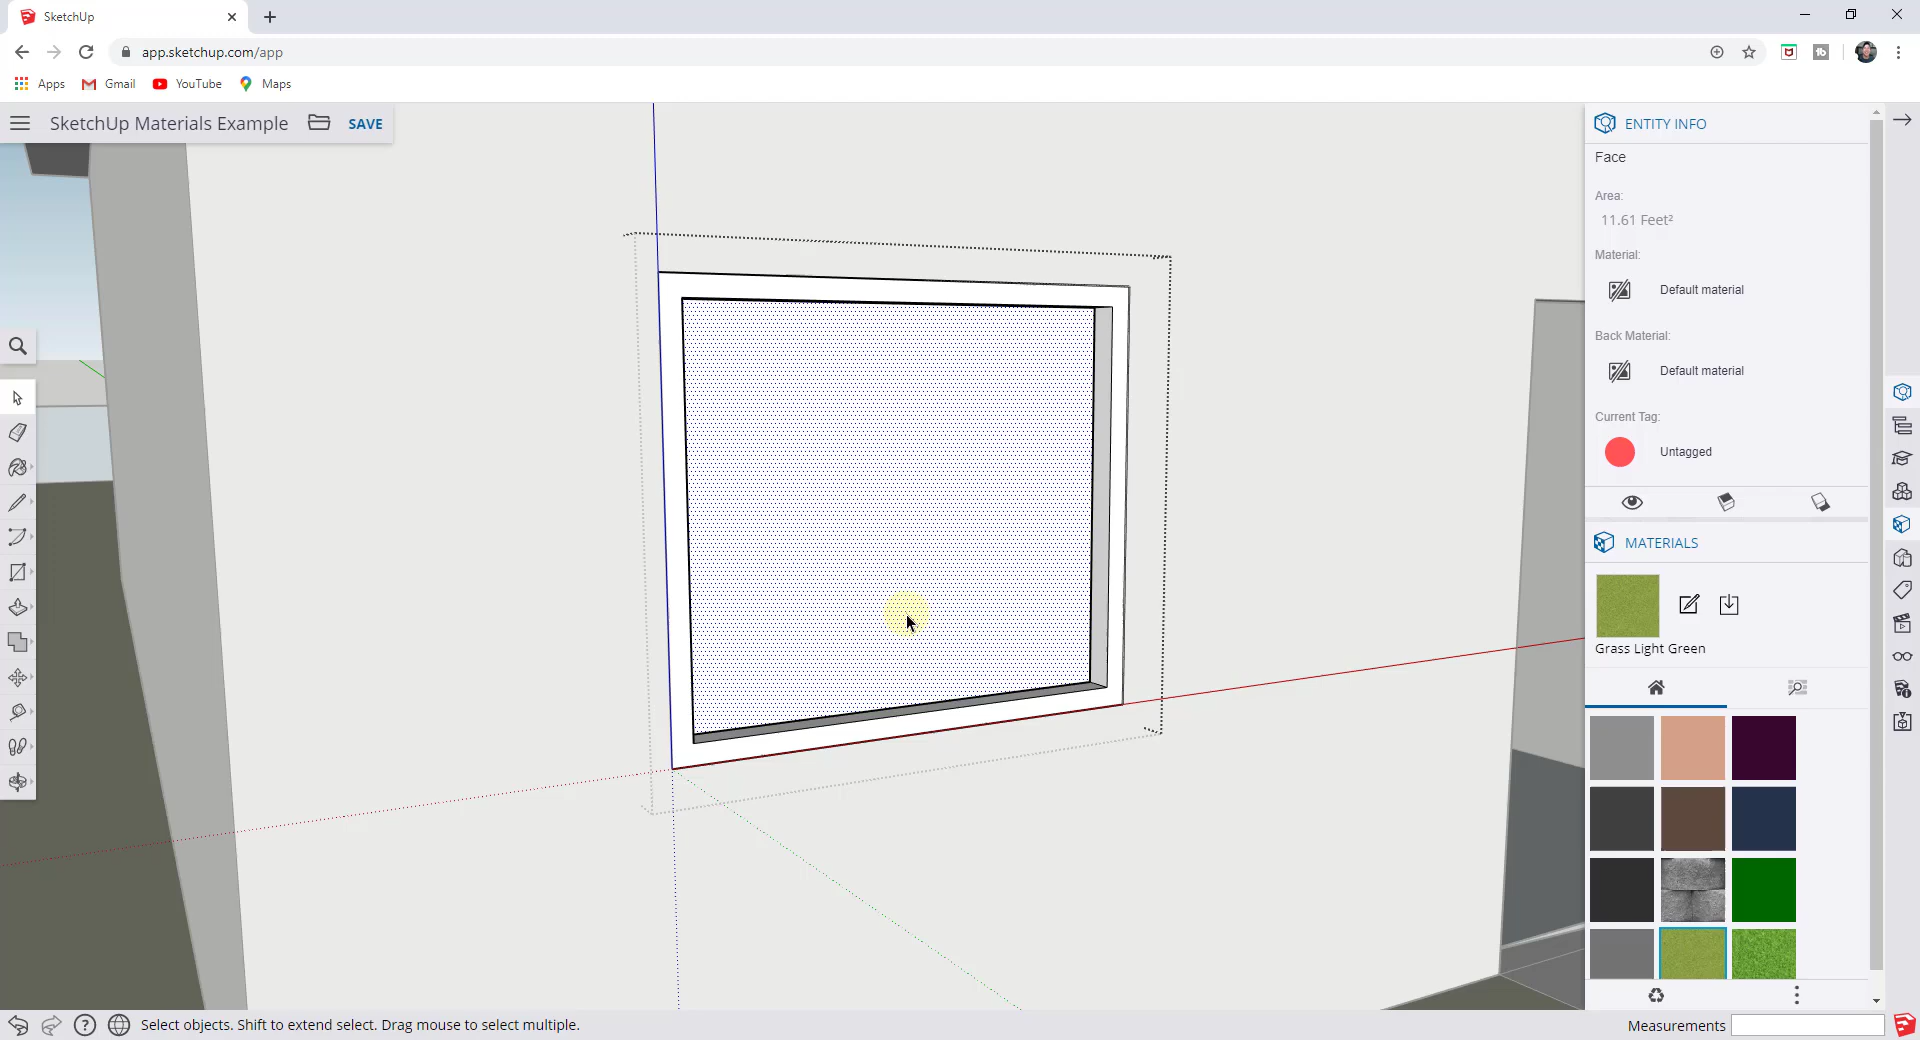 SketchUp
app.sketchup.com/app
Apps Gmail YouTube Maps
SketchUp Materials Example SAVE
ENTITY INFO
Face
Area:
11.61 Feet²
Material:
Default material
Back Material:
Default material
Current Tag:
Untagged
MATERIALS
Grass Light Green
Select objects. Shift to extend select. Drag mouse to select multiple.
Measurements